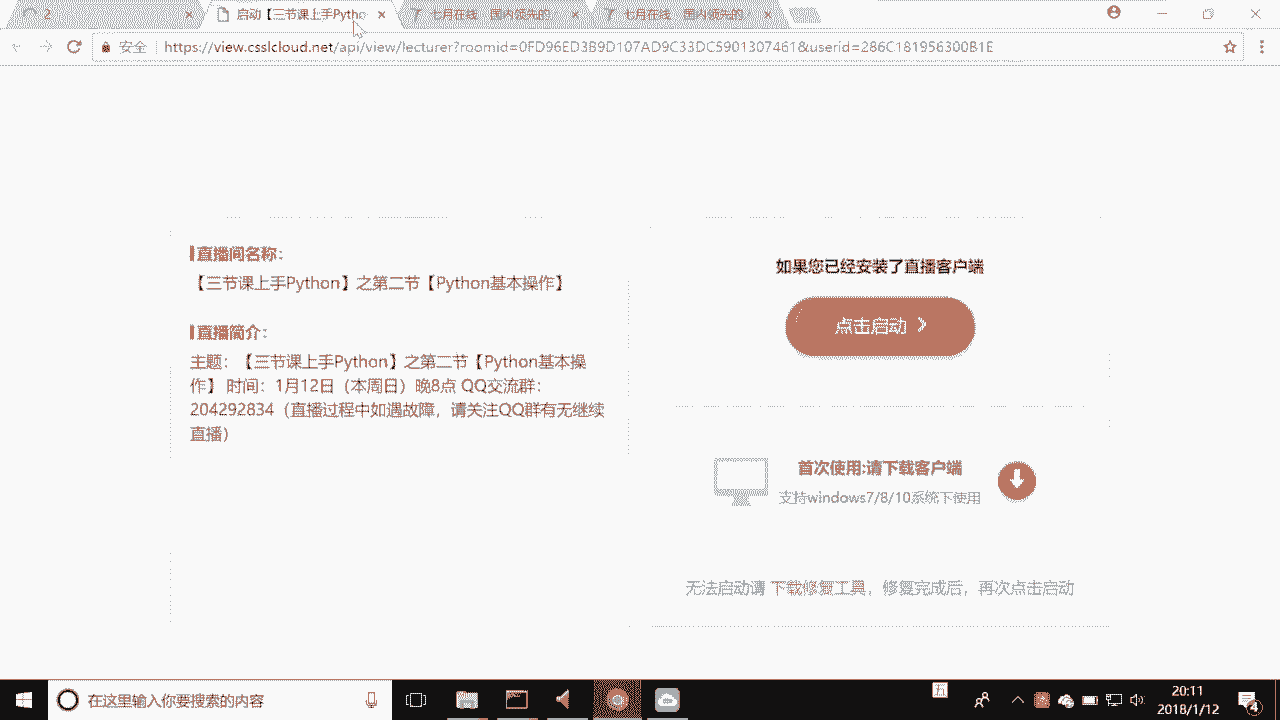 2
启动【三节课上手Pytho
七月在线 - 国内领先的
七月在线 - 国内领先的
安全
https://view.csslcloud.net/api/view/lecturer?roomid=0FD96ED3B9D107AD9C33DC5901307461&userid=286C181956300B1E
直播间名称：
【三节课上手Python】之第二节【Python基本操作】
直播简介：
主题：【三节课上手Python】之第二节【Python基本操
作】 时间：1月12日（本周日）晚8点 QQ交流群：
204292834（直播过程中如遇故障，请关注QQ群有无继续
直播）
如果您已经安装了直播客户端
点击启动
首次使用:请下载客户端
支持windows7/8/10系统下使用
无法启动请 下载修复工具，修复完成后，再次点击启动
在这里输入你要搜索的内容
20:11
2018/1/12
4